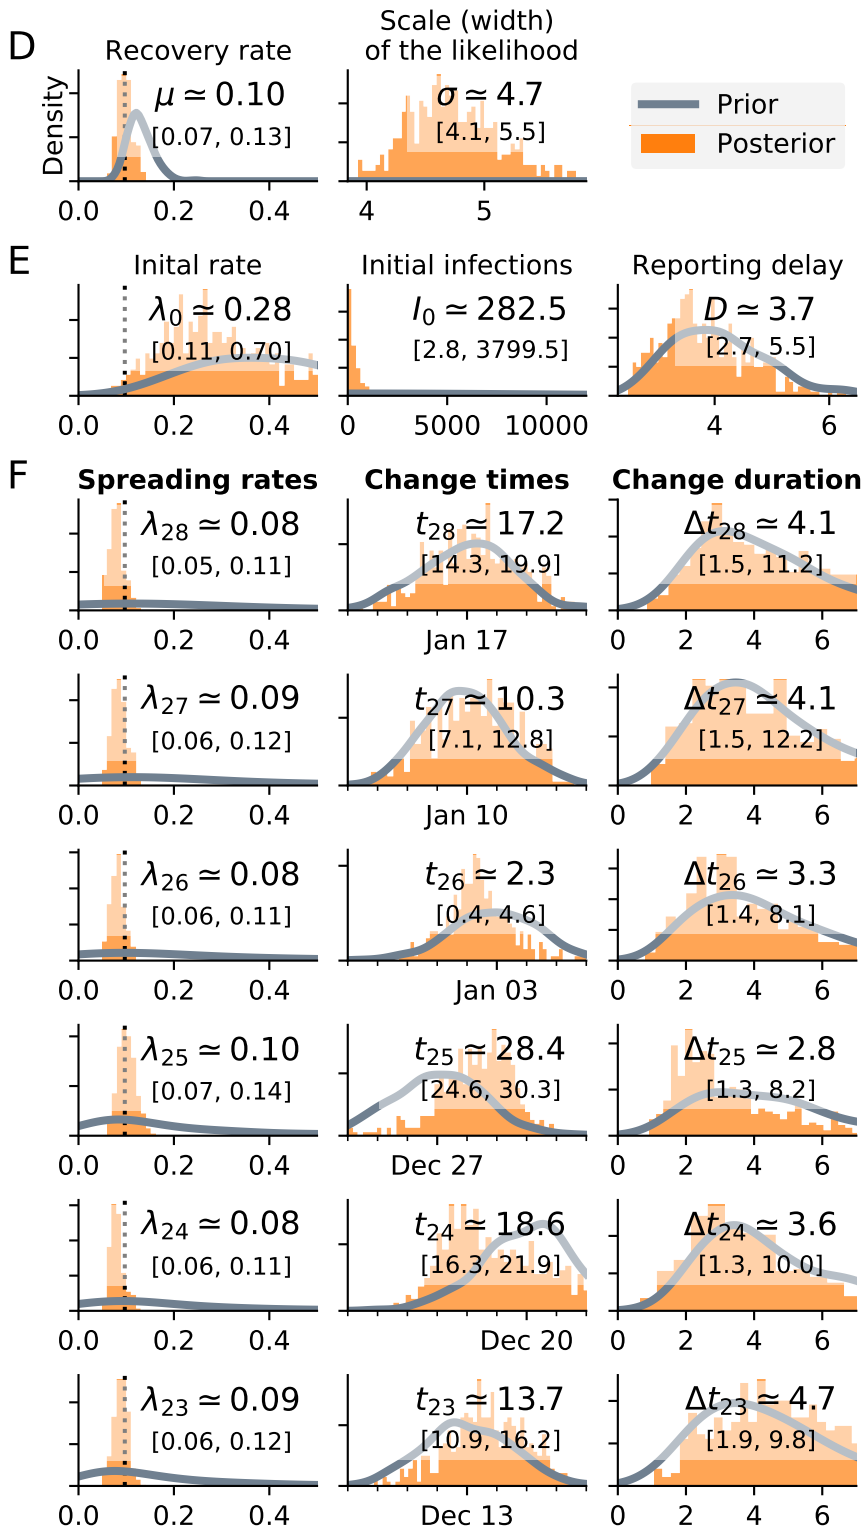 D
Recovery rate
Scale (width)
of the likelihood
Density
μ ≃ 0.10
[0.07, 0.13]
0.0 0.2 0.4
σ ≃ 4.7
[4.1, 5.5]
4 5
Prior
Posterior
E
Inital rate
λ0 ≃ 0.28
[0.11, 0.70]
0.0 0.2 0.4
Initial infections
I0 ≃ 282.5
[2.8, 3799.5]
0 5000 10000
Reporting delay
D ≃ 3.7
[2.7, 5.5]
4 6
F
Spreading rates Change times Change duration
λ28 ≃ 0.08
[0.05, 0.11]
0.0 0.2 0.4
t28 ≃ 17.2
[14.3, 19.9]
Jan 17
Δt28 ≃ 4.1
[1.5, 11.2]
0 2 4 6
λ27 ≃ 0.09
[0.06, 0.12]
0.0 0.2 0.4
t27 ≃ 10.3
[7.1, 12.8]
Jan 10
Δt27 ≃ 4.1
[1.5, 12.2]
0 2 4 6
λ26 ≃ 0.08
[0.06, 0.11]
0.0 0.2 0.4
t26 ≃ 2.3
[0.4, 4.6]
Jan 03
Δt26 ≃ 3.3
[1.4, 8.1]
0 2 4 6
λ25 ≃ 0.10
[0.07, 0.14]
0.0 0.2 0.4
t25 ≃ 28.4
[24.6, 30.3]
Dec 27
Δt25 ≃ 2.8
[1.3, 8.2]
0 2 4 6
λ24 ≃ 0.08
[0.06, 0.11]
0.0 0.2 0.4
t24 ≃ 18.6
[16.3, 21.9]
Dec 20
Δt24 ≃ 3.6
[1.3, 10.0]
0 2 4 6
λ23 ≃ 0.09
[0.06, 0.12]
0.0 0.2 0.4
t23 ≃ 13.7
[10.9, 16.2]
Dec 13
Δt23 ≃ 4.7
[1.9, 9.8]
0 2 4 6